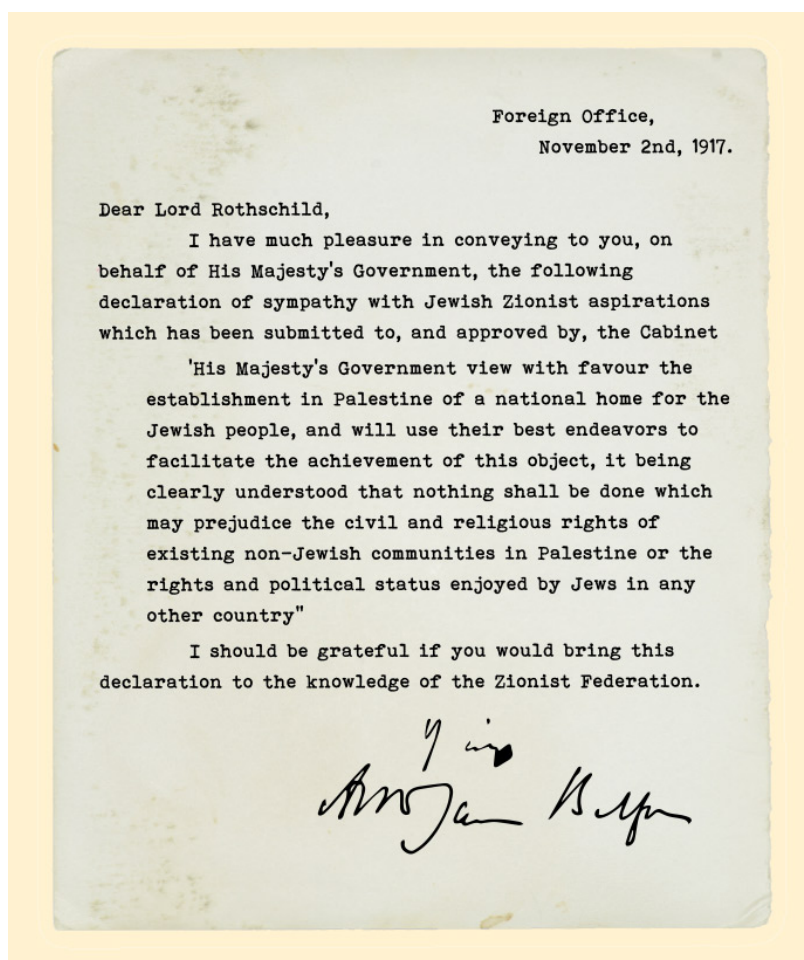 Foreign Office,
November 2nd, 1917.
Dear Lord Rothschild,
I have much pleasure in conveying to you, on
behalf of His Majesty's Government, the following
declaration of sympathy with Jewish Zionist aspirations
which has been submitted to, and approved by, the Cabinet
'His Majesty's Government view with favour the
establishment in Palestine of a national home for the
Jewish people, and will use their best endeavors to
facilitate the achievement of this object, it being
clearly understood that nothing shall be done which
may prejudice the civil and religious rights of
existing non-Jewish communities in Palestine or the
rights and political status enjoyed by Jews in any
other country"
I should be grateful if you would bring this
declaration to the knowledge of the Zionist Federation.